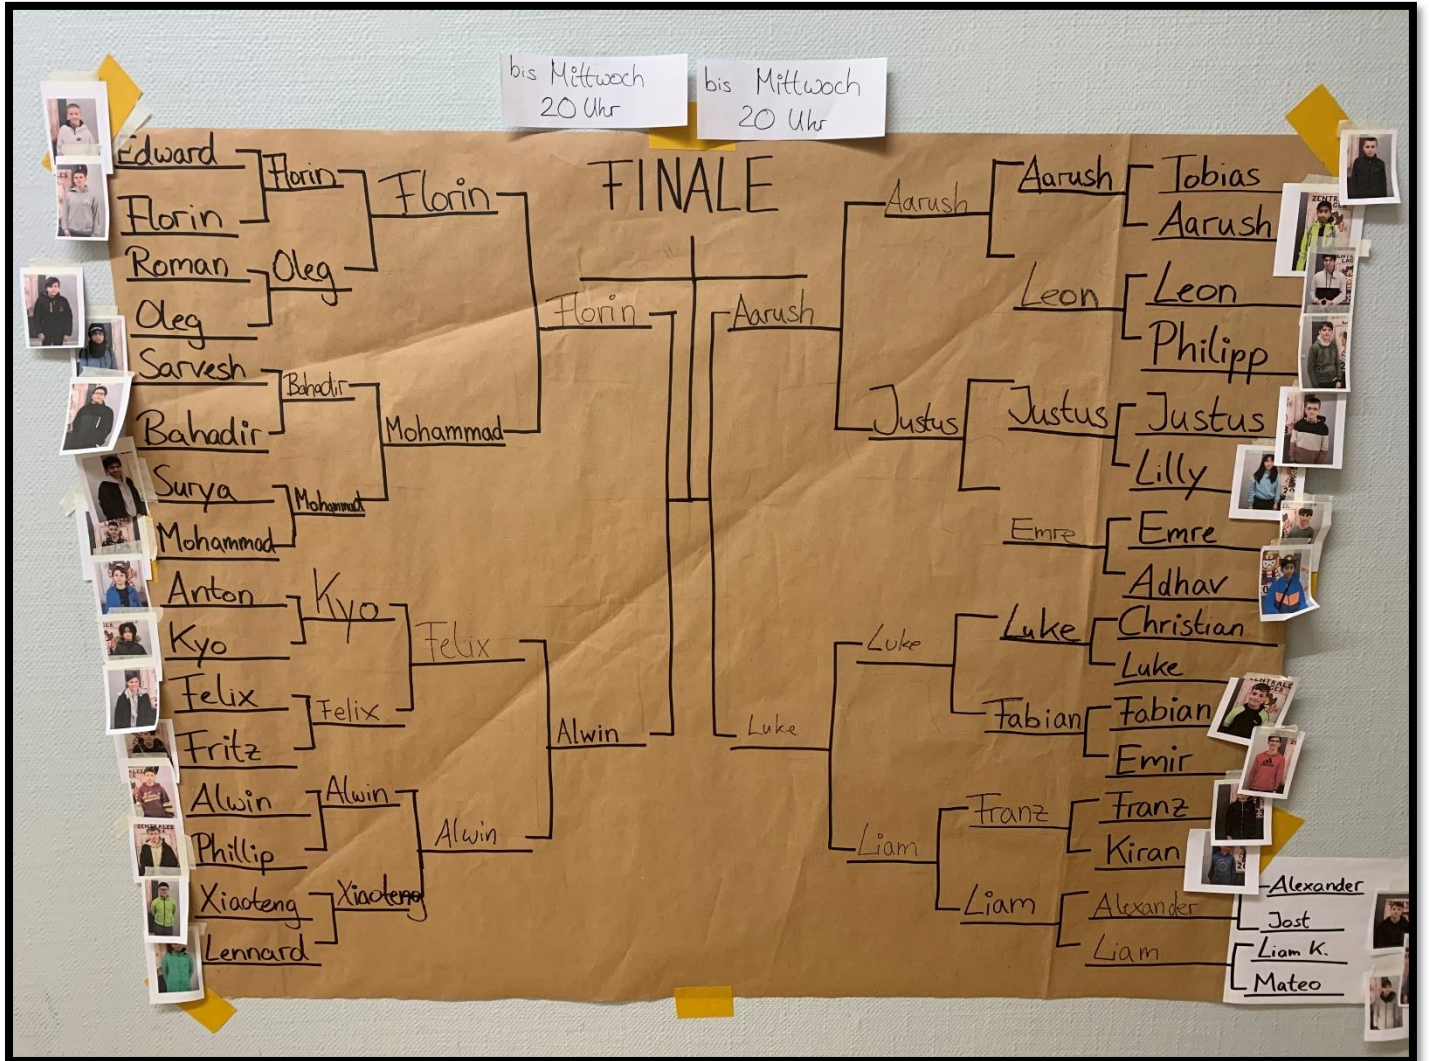 bis Mittwoch
20 Uhr
bis Mittwoch
20 Uhr
FINALE
Edward
Florin
Roman
Oleg
Sarvesh
Bahadir
Surya
Mohammad
Anton
Kyo
Felix
Fritz
Alwin
Phillip
Xiaoteng
Lennard
Florin
Oleg
Bahadir
Mohammad
Kyo
Felix
Alwin
Xiaoteng
Florin
Mohammad
Felix
Alwin
Florin
Alwin
Aarush
Luke
Aarush
Justus
Luke
Liam
Aarush
Leon
Justus
Emre
Luke
Fabian
Franz
Liam
Tobias
Aarush
Leon
Philipp
Justus
Lilly
Emre
Adhav
Christian
Luke
Fabian
Emir
Franz
Kiran
Alexander
Liam
Alexander
Jost
Liam K.
Mateo